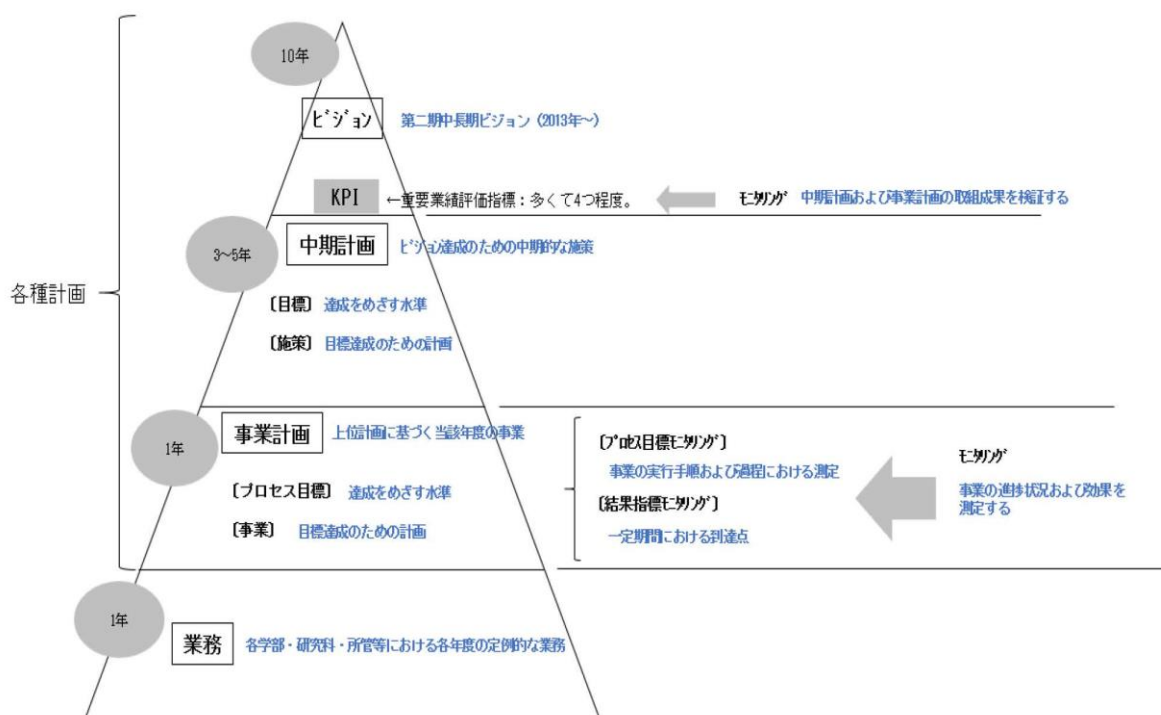 10年
ビジョン
第二期中長期ビジョン (2013年~)
KPI
←重要業績評価指標：多くて4つ程度。
モニタリング
中期計画および事業計画の取組成果を検証する
3~5年
中期計画
ビジョン達成のための中期的な施策
各種計画
〔目標〕 達成をめざす水準
〔施策〕 目標達成のための計画
1年
事業計画
上位計画に基づく当該年度の事業
〔プロセス目標〕 達成をめざす水準
〔事業〕 目標達成のための計画
〔プロセス目標モニタリング〕
事業の実行手順および過程における測定
〔結果指標モニタリング〕
一定期間における到達点
モニタリング
事業の進捗状況および効果を
測定する
1年
業務
各学部・研究科・所管等における各年度の定例的な業務